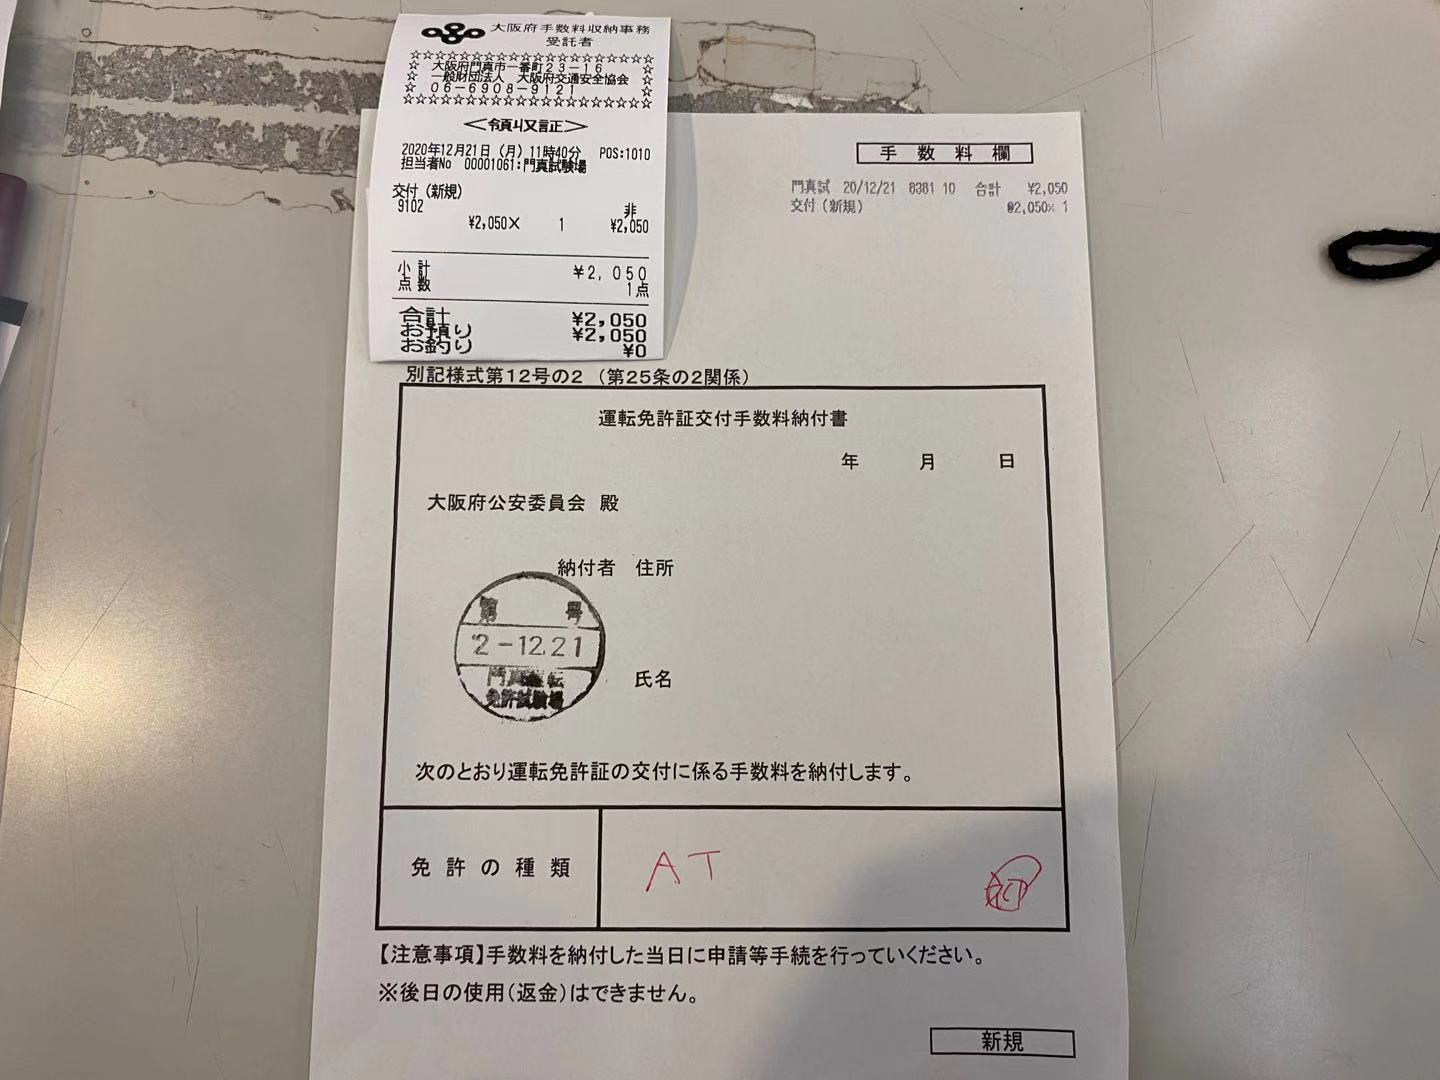 大阪府手数料収納事務
受託者
☆☆☆☆☆☆☆☆☆☆☆☆☆☆☆☆☆☆☆☆
☆ 大阪府門真市一番町23-16 ☆
☆ 一般財団法人 大阪府交通安全協会 ☆
☆ 06-6908-9121 ☆
☆☆☆☆☆☆☆☆☆☆☆☆☆☆☆☆☆☆☆☆
<領収証>
2020年12月21日(月)11時40分 POS:1010
担当者No 00001061:門真試験場
交付(新規)
9102 非
¥2,050× 1 ¥2,050
小計 ¥2,050
点数 1点
合計 ¥2,050
お預り ¥2,050
お釣り ¥0
手数料欄
門真試 20/12/21 8381 10 合計 ¥2,050
交付(新規) @2,050× 1
別記様式第12号の2(第25条の2関係)
運転免許証交付手数料納付書
年 月 日
大阪府公安委員会 殿
納付者 住所
第 号
2-12.21
門真運転
免許試験場
氏名
次のとおり運転免許証の交付に係る手数料を納付します。
免許の種類 AT
【注意事項】手数料を納付した当日に申請等手続を行っていください。
※後日の使用(返金)はできません。
新規